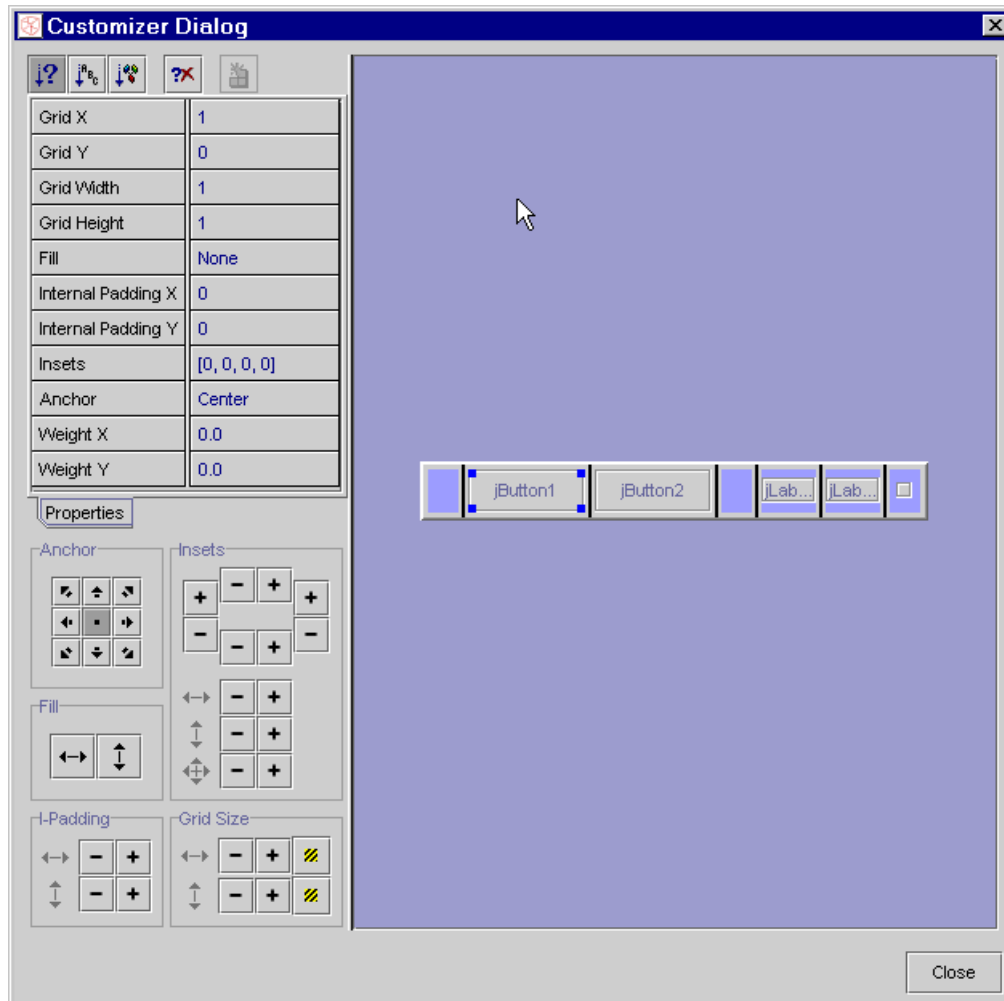 Customizer Dialog
Grid X 1
Grid Y 0
Grid Width 1
Grid Height 1
Fill None
Internal Padding X 0
Internal Padding Y 0
Insets [0, 0, 0, 0]
Anchor Center
Weight X 0.0
Weight Y 0.0
Properties
jButton1 jButton2 jLab... jLab...
Anchor Insets
Fill
I-Padding Grid Size
Close